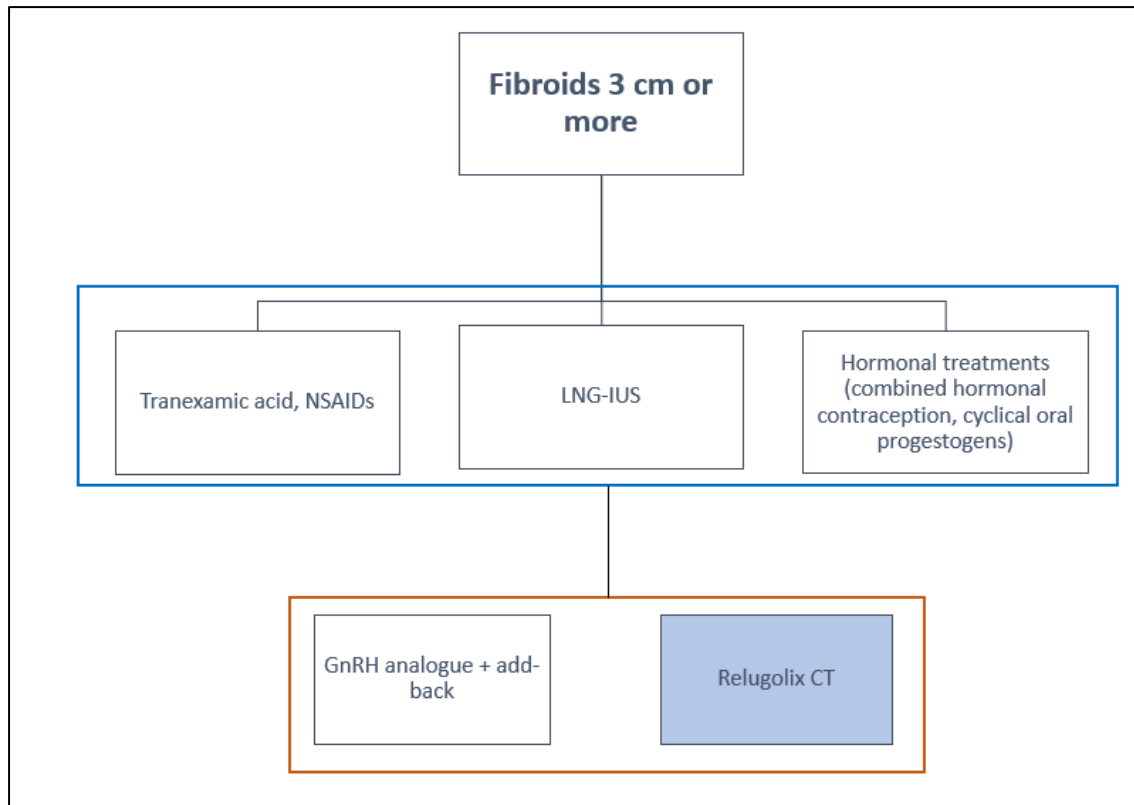 Fibroids 3 cm or
more
Tranexamic acid, NSAIDs
LNG-IUS
Hormonal treatments
(combined hormonal
contraception, cyclical oral
progestogens)
GnRH analogue + add-
back
Relugolix CT